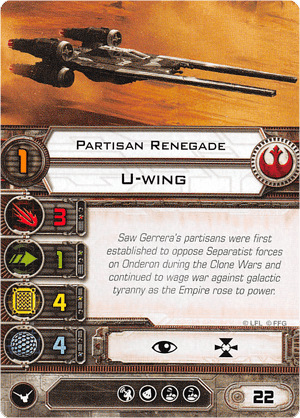 PARTISAN RENEGADE
U-WING
1
3
1
4
4
Saw Gerrera's partisans were first
established to oppose Separatist forces
on Onderon during the Clone Wars and
continued to wage war against galactic
tyranny as the Empire rose to power.
© LFL © FFG
22